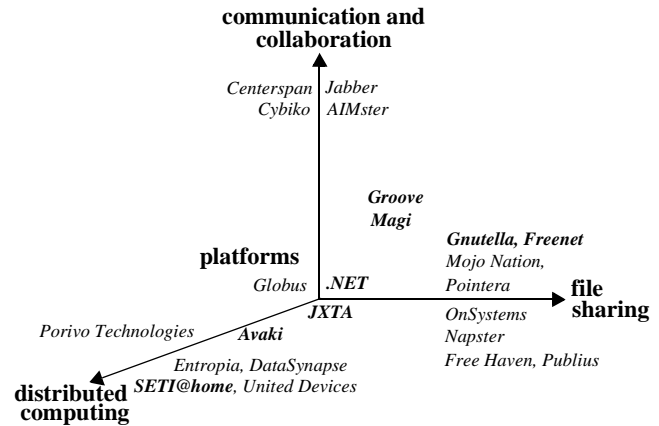 communication and
collaboration
Centerspan
Jabber
Cybiko
AIMster
Groove
Magi
Gnutella, Freenet
Mojo Nation,
Pointera
platforms
Globus
.NET
JXTA
file
sharing
OnSystems
Napster
Free Haven, Publius
Porivo Technologies
Avaki
Entropia, DataSynapse
SETI@home, United Devices
distributed
computing